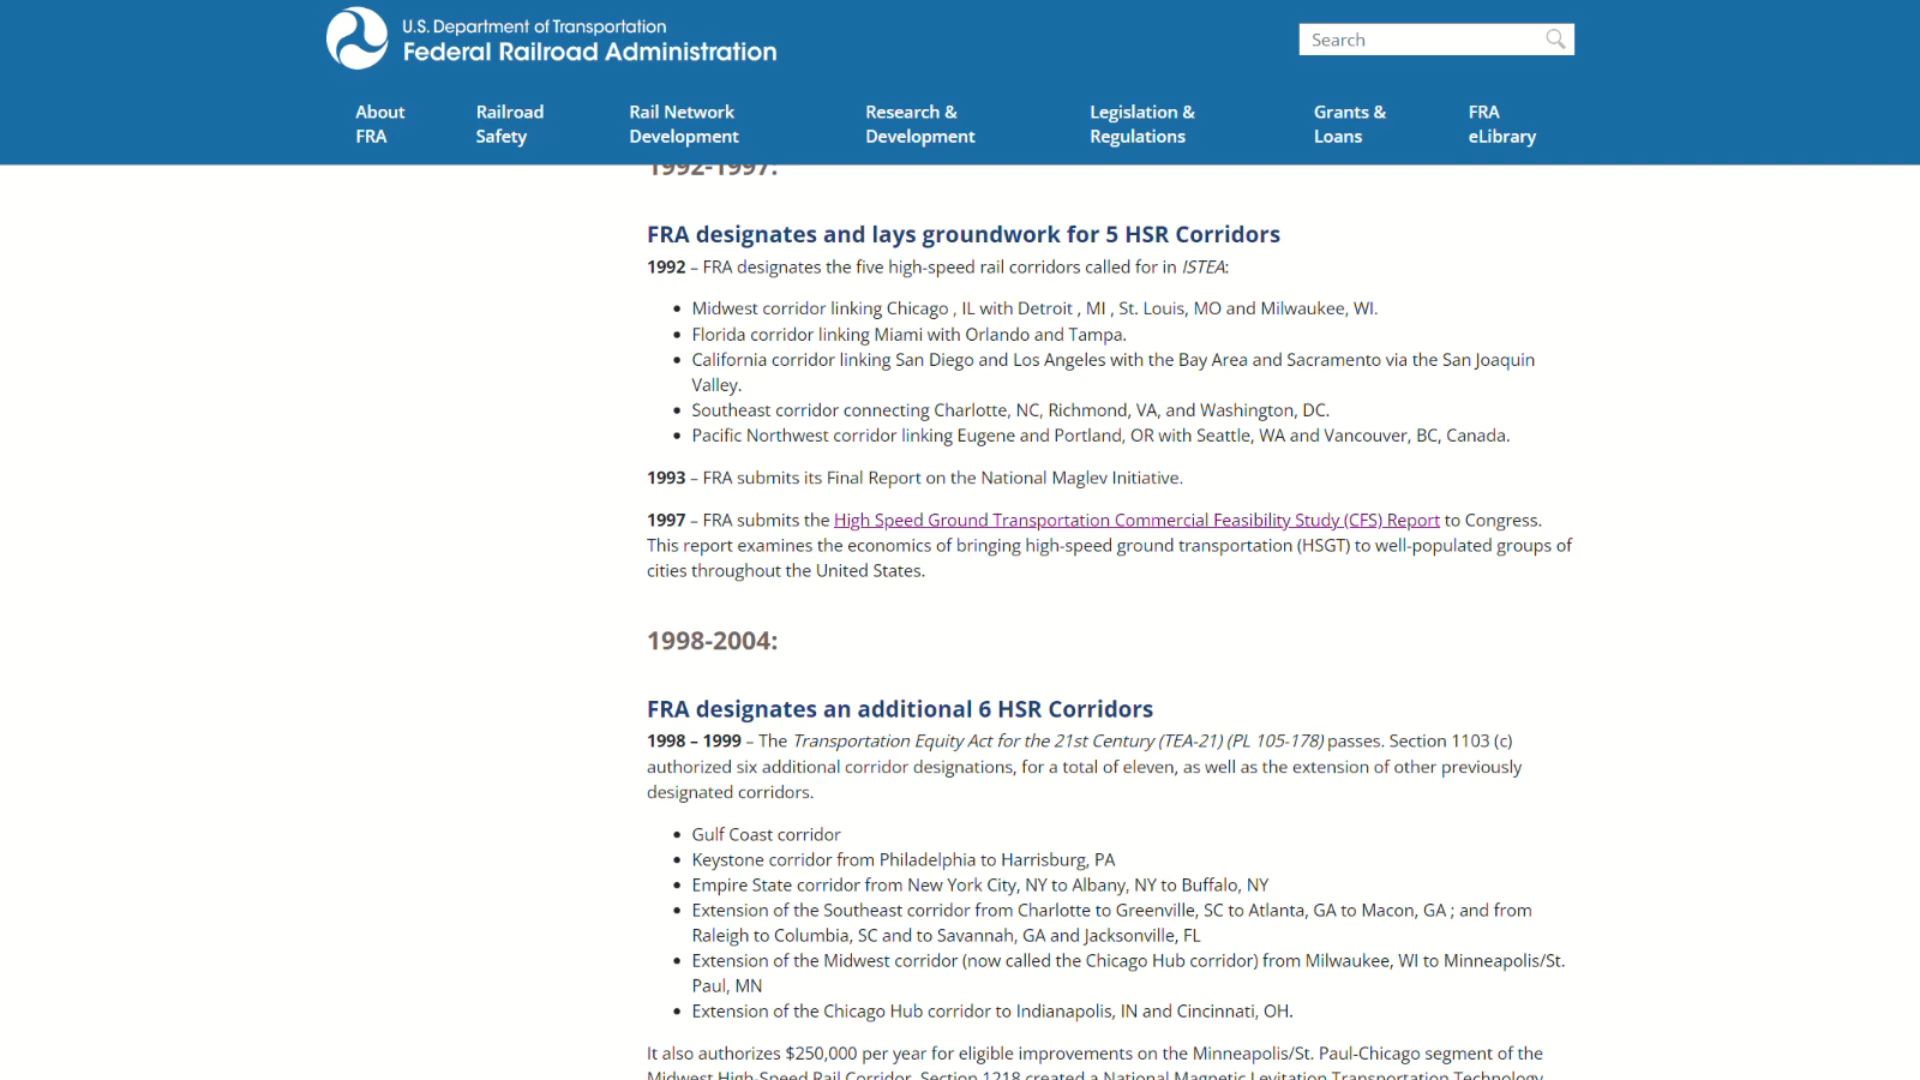 U.S. Department of Transportation
Federal Railroad Administration
Search
About
FRA
Railroad
Safety
Rail Network
Development
Research &
Development
Legislation &
Regulations
Grants &
Loans
FRA
eLibrary
1992-1997:
FRA designates and lays groundwork for 5 HSR Corridors
1992 – FRA designates the five high-speed rail corridors called for in ISTEA:
Midwest corridor linking Chicago , IL with Detroit , MI , St. Louis, MO and Milwaukee, WI.
Florida corridor linking Miami with Orlando and Tampa.
California corridor linking San Diego and Los Angeles with the Bay Area and Sacramento via the San Joaquin
Valley.
Southeast corridor connecting Charlotte, NC, Richmond, VA, and Washington, DC.
Pacific Northwest corridor linking Eugene and Portland, OR with Seattle, WA and Vancouver, BC, Canada.
1993 – FRA submits its Final Report on the National Maglev Initiative.
1997 – FRA submits the High Speed Ground Transportation Commercial Feasibility Study (CFS) Report to Congress.
This report examines the economics of bringing high-speed ground transportation (HSGT) to well-populated groups of
cities throughout the United States.
1998-2004:
FRA designates an additional 6 HSR Corridors
1998 – 1999 – The Transportation Equity Act for the 21st Century (TEA-21) (PL 105-178) passes. Section 1103 (c)
authorized six additional corridor designations, for a total of eleven, as well as the extension of other previously
designated corridors.
Gulf Coast corridor
Keystone corridor from Philadelphia to Harrisburg, PA
Empire State corridor from New York City, NY to Albany, NY to Buffalo, NY
Extension of the Southeast corridor from Charlotte to Greenville, SC to Atlanta, GA to Macon, GA ; and from
Raleigh to Columbia, SC and to Savannah, GA and Jacksonville, FL
Extension of the Midwest corridor (now called the Chicago Hub corridor) from Milwaukee, WI to Minneapolis/St.
Paul, MN
Extension of the Chicago Hub corridor to Indianapolis, IN and Cincinnati, OH.
It also authorizes $250,000 per year for eligible improvements on the Minneapolis/St. Paul-Chicago segment of the
Midwest High-Speed Rail Corridor. Section 1218 created a National Magnetic Levitation Transportation Technology